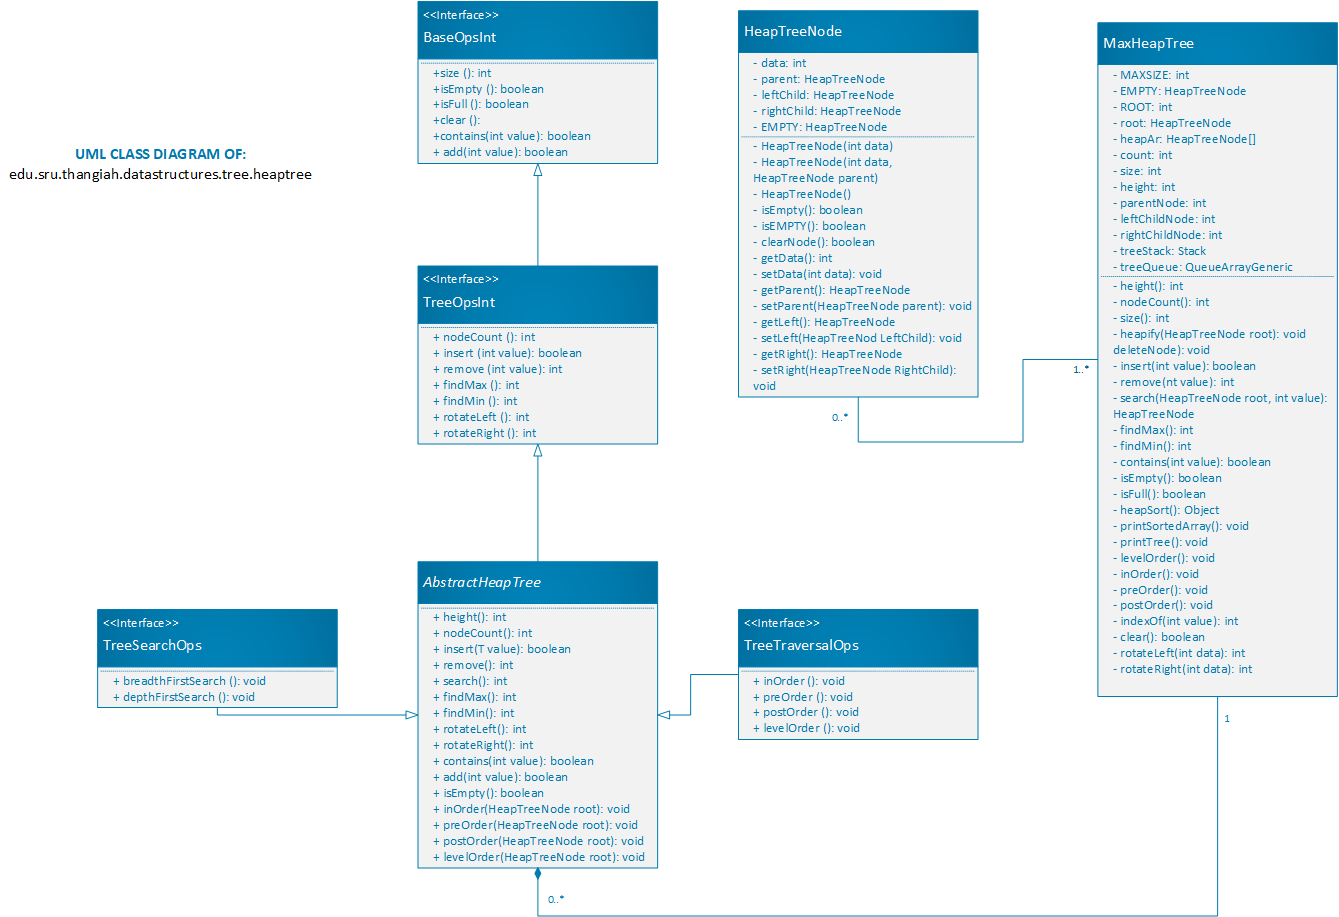 UML CLASS DIAGRAM OF:
edu.sru.thangiah.datastructures.tree.heaptree
<<Interface>>
BaseOpsInt
+size (): int
+isEmpty (): boolean
+isFull (): boolean
+clear ():
+contains(int value): boolean
+ add(int value): boolean
<<Interface>>
TreeOpsInt
+ nodeCount (): int
+ insert (int value): boolean
+ remove (int value): int
+ findMax (): int
+ findMin (): int
+ rotateLeft (): int
+ rotateRight (): int
AbstractHeapTree
+ height(): int
+ nodeCount(): int
+ insert(T value): boolean
+ remove(): int
+ search(): int
+ findMax(): int
+ findMin(): int
+ rotateLeft(): int
+ rotateRight(): int
+ contains(int value): boolean
+ add(int value): boolean
+ isEmpty(): boolean
+ inOrder(HeapTreeNode root): void
+ preOrder(HeapTreeNode root): void
+ postOrder(HeapTreeNode root): void
+ levelOrder(HeapTreeNode root): void
0..*
<<Interface>>
TreeSearchOps
+ breadthFirstSearch (): void
+ depthFirstSearch (): void
<<Interface>>
TreeTraversalOps
+ inOrder (): void
+ preOrder (): void
+ postOrder (): void
+ levelOrder (): void
HeapTreeNode
- data: int
- parent: HeapTreeNode
- leftChild: HeapTreeNode
- rightChild: HeapTreeNode
- EMPTY: HeapTreeNode
- HeapTreeNode(int data)
- HeapTreeNode(int data,
HeapTreeNode parent)
- HeapTreeNode()
- isEmpty(): boolean
- isEMPTY(): boolean
- clearNode(): boolean
- getData(): int
- setData(int data): void
- getParent(): HeapTreeNode
- setParent(HeapTreeNode parent): void
- getLeft(): HeapTreeNode
- setLeft(HeapTreeNod LeftChild): void
- getRight(): HeapTreeNode
- setRight(HeapTreeNode RightChild):
void
0..*
1..*
MaxHeapTree
- MAXSIZE: int
- EMPTY: HeapTreeNode
- ROOT: int
- root: HeapTreeNode
- heapAr: HeapTreeNode[]
- count: int
- size: int
- height: int
- parentNode: int
- leftChildNode: int
- rightChildNode: int
- treeStack: Stack
- treeQueue: QueueArrayGeneric
- height(): int
- nodeCount(): int
- size(): int
- heapify(HeapTreeNode root): void
deleteNode): void
- insert(int value): boolean
- remove(nt value): int
- search(HeapTreeNode root, int value):
HeapTreeNode
- findMax(): int
- findMin(): int
- contains(int value): boolean
- isEmpty(): boolean
- isFull(): boolean
- heapSort(): Object
- printSortedArray(): void
- printTree(): void
- levelOrder(): void
- inOrder(): void
- preOrder(): void
- postOrder(): void
- indexOf(int value): int
- clear(): boolean
- rotateLeft(int data): int
- rotateRight(int data): int
1